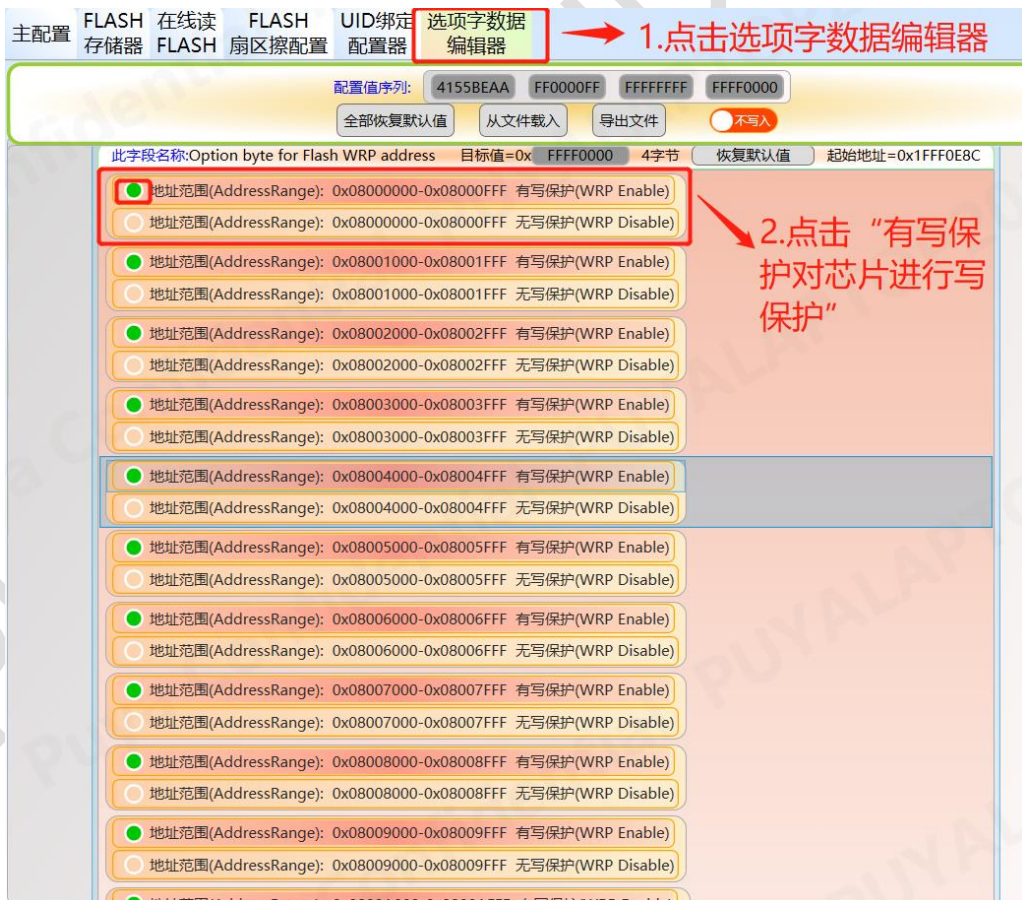 主配置
FLASH
存储器
在线读
FLASH
FLASH
扇区擦配置
UID绑定
配置器
选项字数据
编辑器
1.点击选项字数据编辑器
配置值序列: 4155BEAA FF0000FF FFFFFFFF FFFF0000
全部恢复默认值 从文件载入 导出文件 不写入
此字段名称:Option byte for Flash WRP address 目标值=0x FFFF0000 4字节 恢复默认值 起始地址=0x1FFF0E8C
地址范围(AddressRange): 0x08000000-0x08000FFF 有写保护(WRP Enable)
地址范围(AddressRange): 0x08000000-0x08000FFF 无写保护(WRP Disable)
2.点击“有写保
护对芯片进行写
保护”
地址范围(AddressRange): 0x08001000-0x08001FFF 有写保护(WRP Enable)
地址范围(AddressRange): 0x08001000-0x08001FFF 无写保护(WRP Disable)
地址范围(AddressRange): 0x08002000-0x08002FFF 有写保护(WRP Enable)
地址范围(AddressRange): 0x08002000-0x08002FFF 无写保护(WRP Disable)
地址范围(AddressRange): 0x08003000-0x08003FFF 有写保护(WRP Enable)
地址范围(AddressRange): 0x08003000-0x08003FFF 无写保护(WRP Disable)
地址范围(AddressRange): 0x08004000-0x08004FFF 有写保护(WRP Enable)
地址范围(AddressRange): 0x08004000-0x08004FFF 无写保护(WRP Disable)
地址范围(AddressRange): 0x08005000-0x08005FFF 有写保护(WRP Enable)
地址范围(AddressRange): 0x08005000-0x08005FFF 无写保护(WRP Disable)
地址范围(AddressRange): 0x08006000-0x08006FFF 有写保护(WRP Enable)
地址范围(AddressRange): 0x08006000-0x08006FFF 无写保护(WRP Disable)
地址范围(AddressRange): 0x08007000-0x08007FFF 有写保护(WRP Enable)
地址范围(AddressRange): 0x08007000-0x08007FFF 无写保护(WRP Disable)
地址范围(AddressRange): 0x08008000-0x08008FFF 有写保护(WRP Enable)
地址范围(AddressRange): 0x08008000-0x08008FFF 无写保护(WRP Disable)
地址范围(AddressRange): 0x08009000-0x08009FFF 有写保护(WRP Enable)
地址范围(AddressRange): 0x08009000-0x08009FFF 无写保护(WRP Disable)